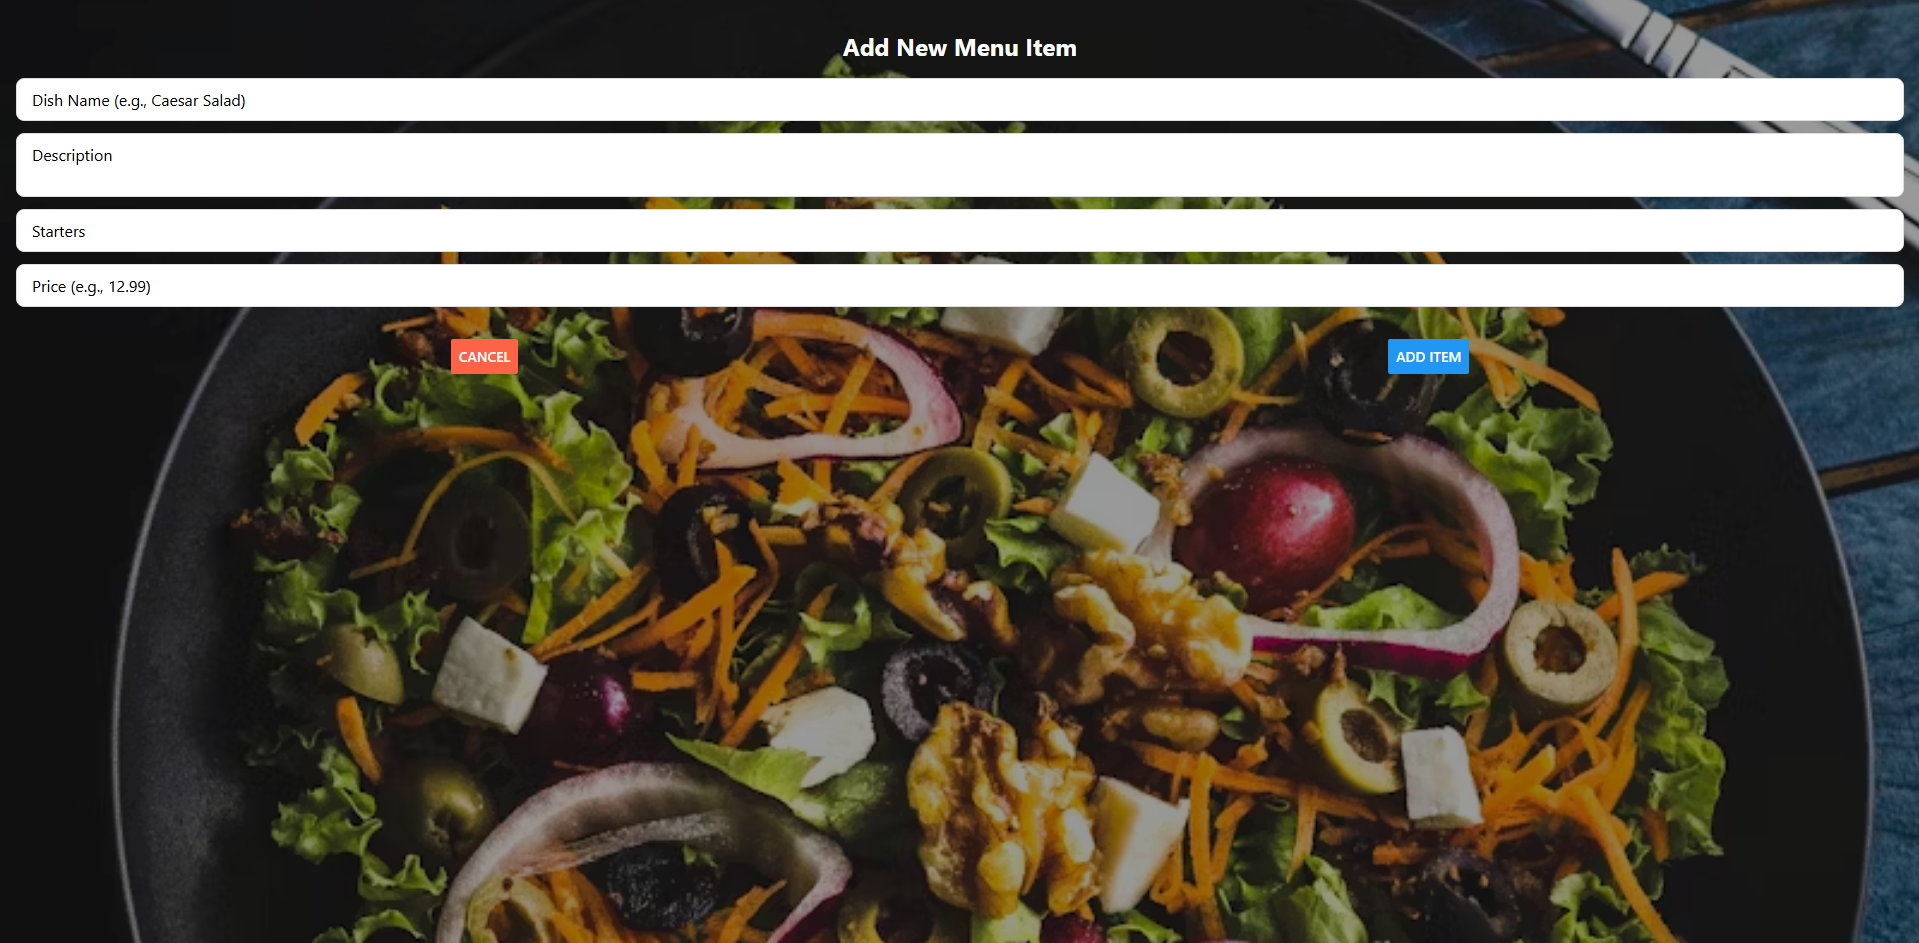 Add New Menu Item
Dish Name (e.g., Caesar Salad)
Description
Starters
Price (e.g., 12.99)
CANCEL
ADD ITEM